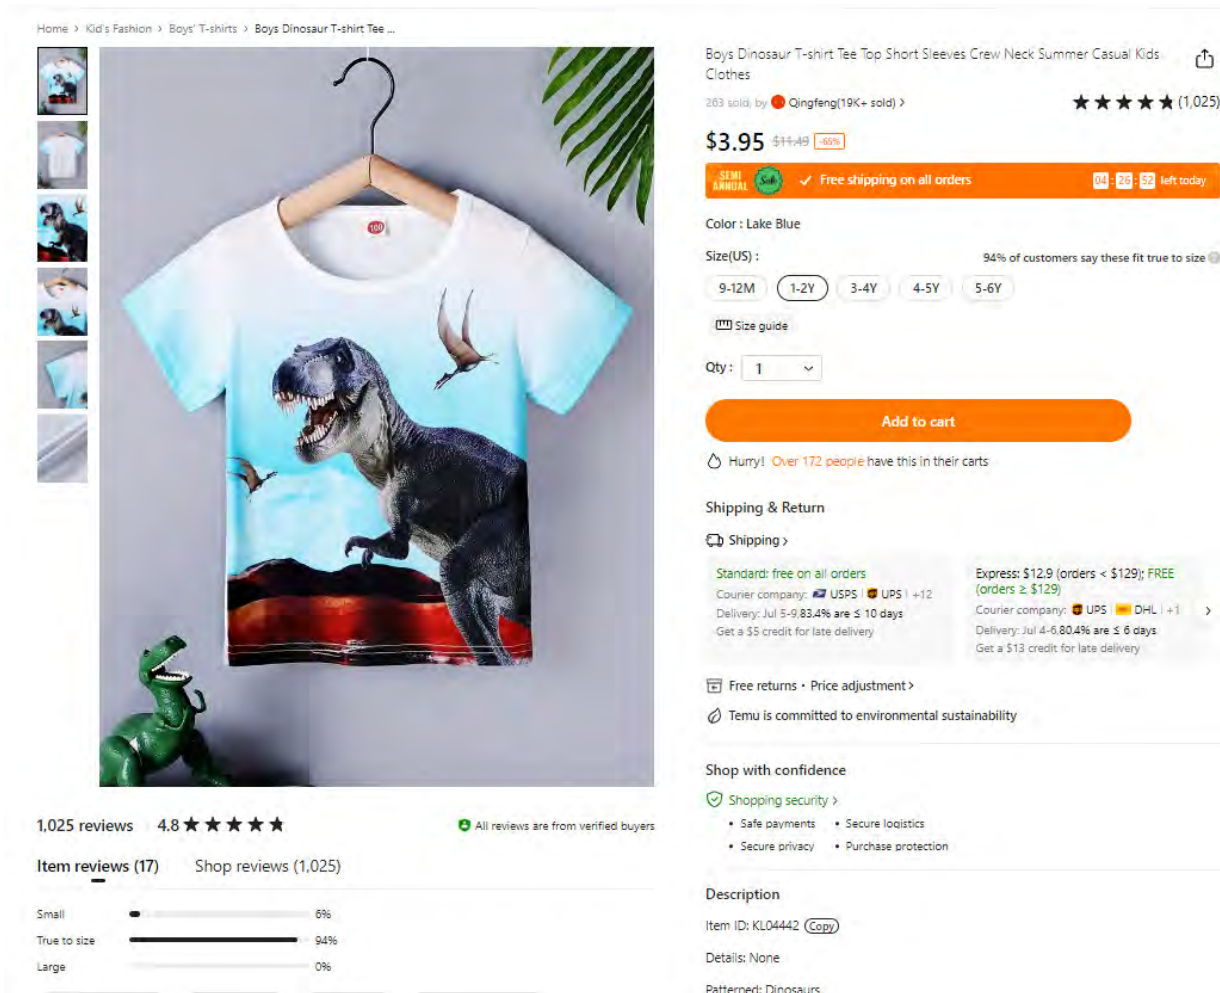 Home > Kid's Fashion > Boys' T-shirts > Boys Dinosaur T-shirt Tee ...
Boys Dinosaur T-shirt Tee Top Short Sleeves Crew Neck Summer Casual Kids
Clothes
263 sold, by Qingfeng(19K+ sold) >
(1,025)
$3.95 $11.49 -65%
SEMI
ANNUAL
Sale
Free shipping on all orders
04 : 26 : 52 left today
Color : Lake Blue
Size(US) :
94% of customers say these fit true to size ?
9-12M 1-2Y 3-4Y 4-5Y 5-6Y
Size guide
Qty : 1
Add to cart
Hurry! Over 172 people have this in their carts
Shipping & Return
Shipping >
Standard: free on all orders
Courier company: USPS | UPS | +12
Delivery: Jul 5-9,83.4% are ≤ 10 days
Get a $5 credit for late delivery
Express: $12.9 (orders < $129); FREE
(orders ≥ $129)
Courier company: UPS | DHL | +1
Delivery: Jul 4-6,80.4% are ≤ 6 days
Get a $13 credit for late delivery
Free returns • Price adjustment >
Temu is committed to environmental sustainability
Shop with confidence
Shopping security >
• Safe payments • Secure logistics
• Secure privacy • Purchase protection
Description
Item ID: KL04442 Copy
Details: None
Patterned: Dinosaurs
100
1,025 reviews 4.8
All reviews are from verified buyers
Item reviews (17) Shop reviews (1,025)
Small 6%
True to size 94%
Large 0%